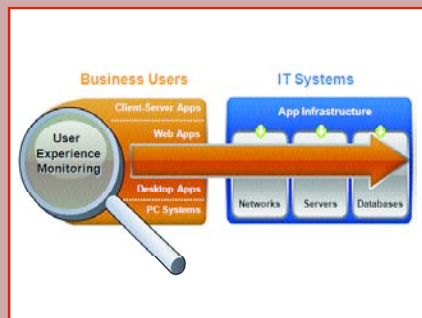 Business Users
IT Systems
Client-Server Apps
Web Apps
Desktop Apps
PC Systems
User
Experience
Monitoring
App Infrastructure
Networks
Servers
Databases